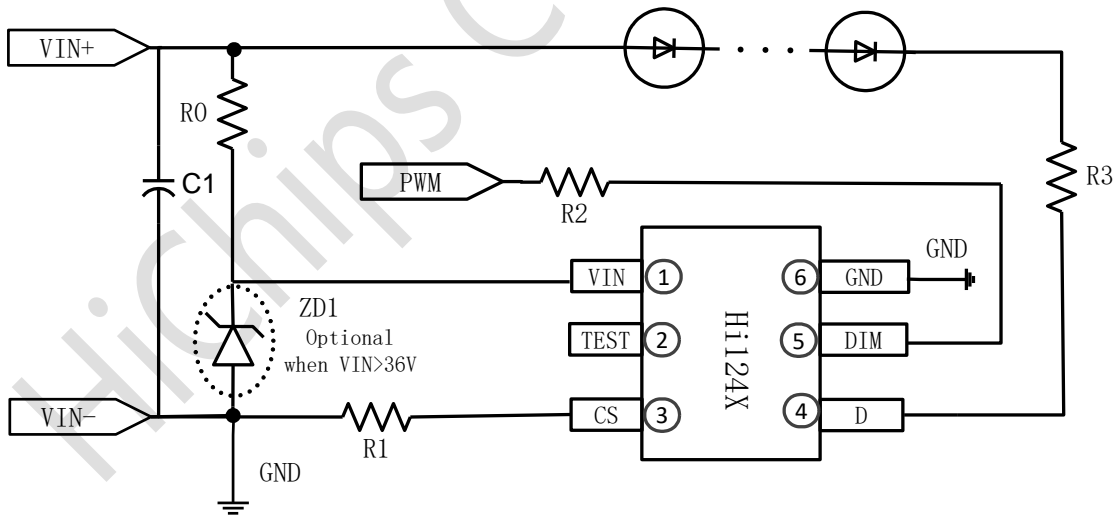 VIN+
R0
C1
PWM
R2
R3
GND
VIN
1
6
GND
ZD1
Optional
when VIN>36V
TEST
2
Hi124X
5
DIM
VIN-
R1
CS
3
4
D
GND
HiChips C